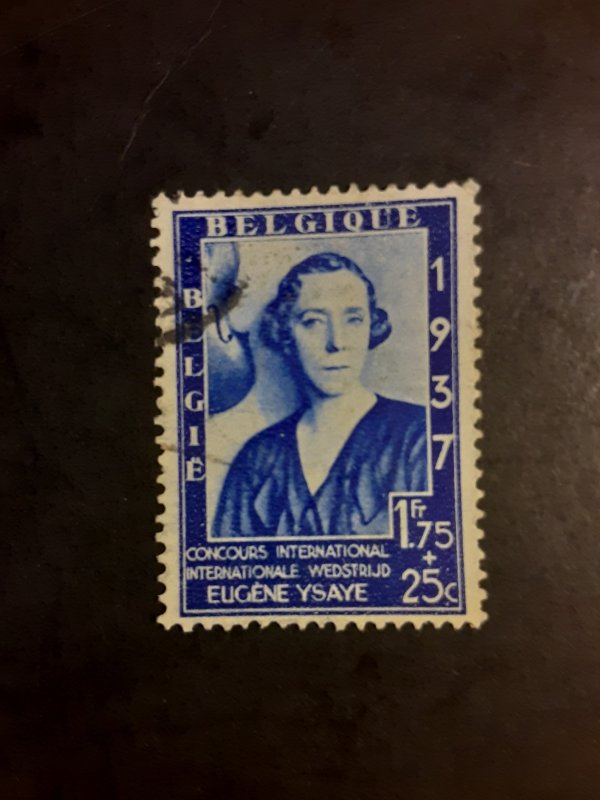 BELGIQUE
BELGIË
1937
1Fr.75
+
25c
CONCOURS INTERNATIONAL
INTERNATIONALE WEDSTRIJD
EUGÈNE YSAYE